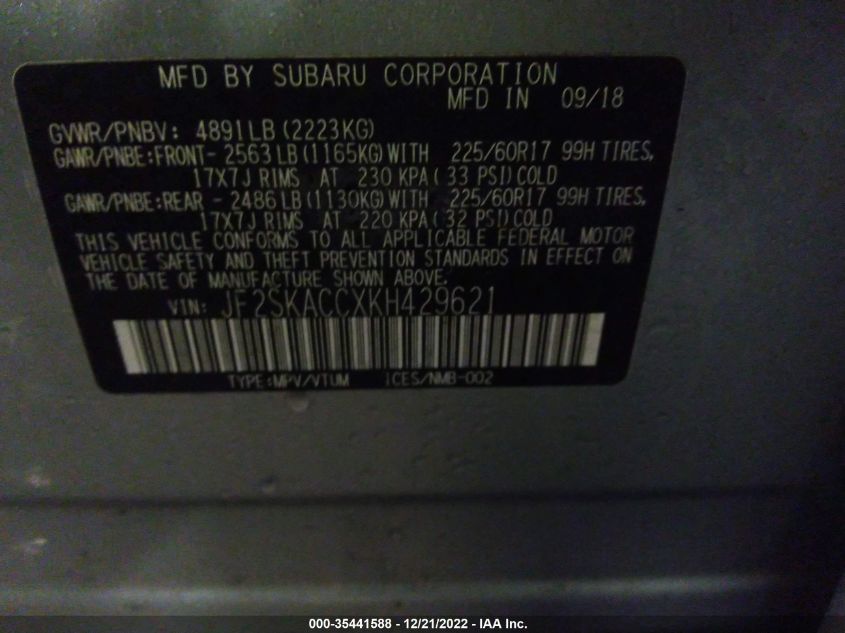 MFD BY SUBARU CORPORATION
MFD IN 09/18
GVWR/PNBV: 4891LB (2223KG)
GAWR/PNBE:FRONT- 2563 LB (1165KG) WITH 225/60R17 99H TIRES,
17X7J RIMS AT 230 KPA ( 33 PSI) COLD
GAWR/PNBE:REAR - 2486 LB (1130KG) WITH 225/60R17 99H TIRES,
17X7J RIMS AT 220 KPA ( 32 PSI) COLD
THIS VEHICLE CONFORMS TO ALL APPLICABLE FEDERAL MOTOR
VEHICLE SAFETY AND THEFT PREVENTION STANDARDS IN EFFECT ON
THE DATE OF MANUFACTURE SHOWN ABOVE.
VIN: JF2SKACCXKH429621
TYPE:MPV/VTUM ICES/NMB-002
000-35441588 - 12/21/2022 - IAA Inc.